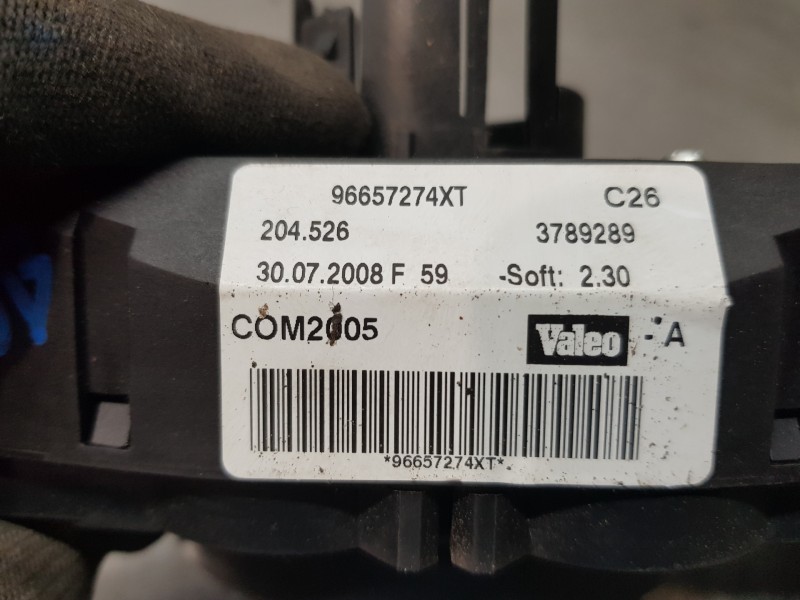 96657274XT C26
204.526 3789289
30.07.2008 F 59 -Soft: 2.30
COM2005 Valeo - A
*96657274XT*